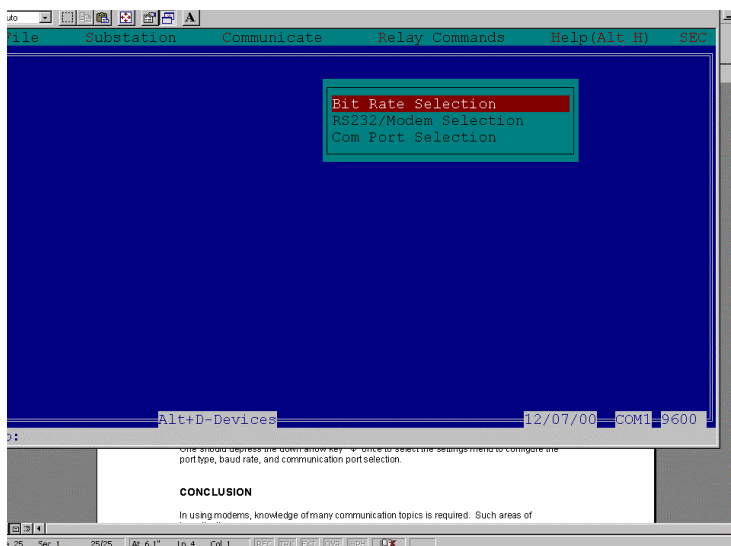 A
File Substation Communicate Relay Commands Help(Alt H) SEC
Bit Rate Selection
RS232/Modem Selection
Com Port Selection
Alt+D-Devices 12/07/00 COM1 9600
One should depress the down arrow key once to select the settings menu to configure the
port type, baud rate, and communication port selection.
CONCLUSION
In using modems, knowledge of many communication topics is required. Such areas of
25 Sec 1 25/25 At 6.1" Ln 4 Col 1 REC TRK EXT OVR WPH